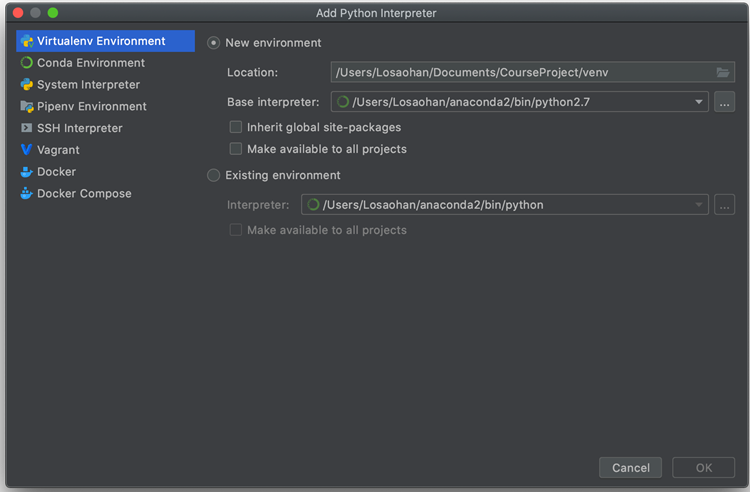 Add Python Interpreter
Virtualenv Environment
Conda Environment
System Interpreter
Pipenv Environment
SSH Interpreter
Vagrant
Docker
Docker Compose
New environment
Location: /Users/Losaohan/Documents/CourseProject/venv
Base interpreter: /Users/Losaohan/anaconda2/bin/python2.7 ...
Inherit global site-packages
Make available to all projects
Existing environment
Interpreter: /Users/Losaohan/anaconda2/bin/python ...
Make available to all projects
Cancel OK